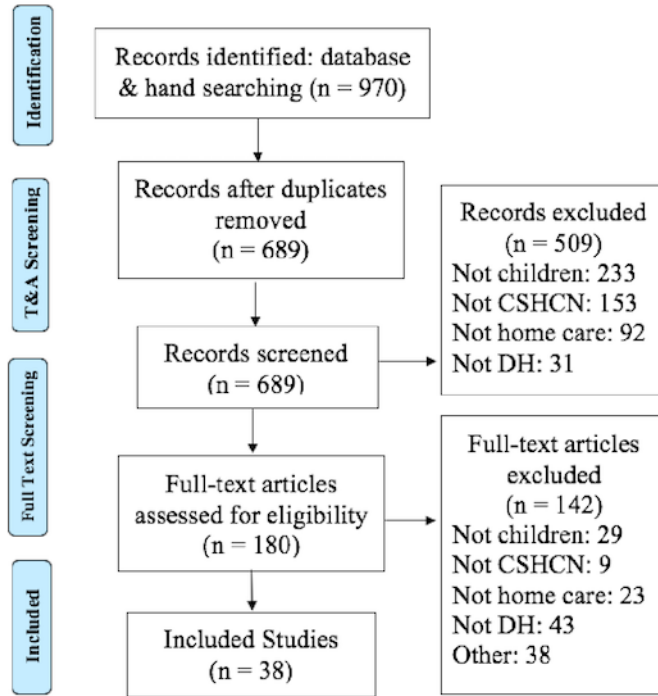 Identification
Records identified: database
& hand searching (n = 970)
T&A Screening
Records after duplicates
removed
(n = 689)
Records excluded
(n = 509)
Not children: 233
Not CSHCN: 153
Not home care: 92
Not DH: 31
Records screened
(n = 689)
Full Text Screening
Full-text articles
assessed for eligibility
(n = 180)
Full-text articles
excluded
(n = 142)
Not children: 29
Not CSHCN: 9
Not home care: 23
Not DH: 43
Other: 38
Included
Included Studies
(n = 38)